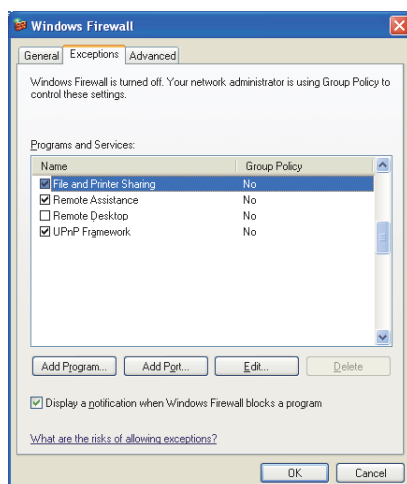 Windows Firewall
General Exceptions Advanced
Windows Firewall is turned off. Your network administrator is using Group Policy to
control these settings.
Programs and Services:
Name Group Policy
File and Printer Sharing No
Remote Assistance No
Remote Desktop No
UPnP Framework No
Add Program... Add Port... Edit... Delete
Display a notification when Windows Firewall blocks a program
What are the risks of allowing exceptions?
OK Cancel